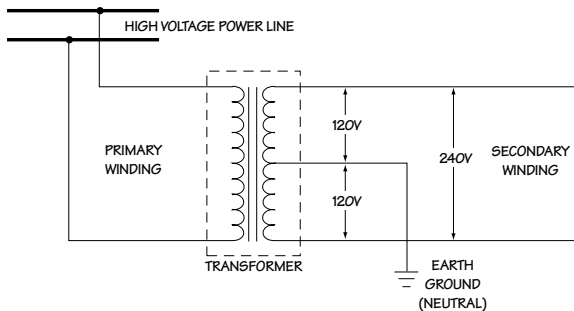 HIGH VOLTAGE POWER LINE
PRIMARY
WINDING
120V
120V
240V
SECONDARY
WINDING
TRANSFORMER
EARTH
GROUND
(NEUTRAL)